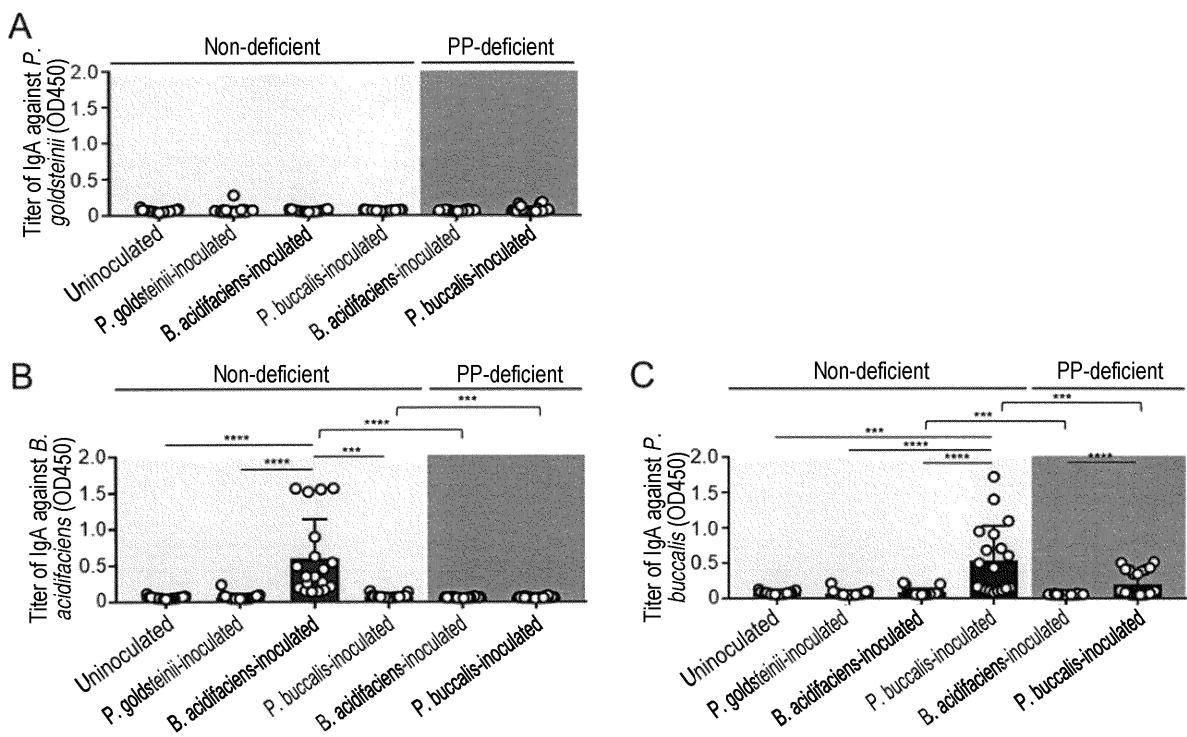 A
Non-deficient
PP-deficient
Titer of IgA against P.
goldsteinii (OD450)
2.0
1.5
1.0
0.5
0
Uninoculated
P. goldsteinii-inoculated
B. acidifaciens-inoculated
P. buccalis-inoculated
B. acidifaciens-inoculated
P. buccalis-inoculated
B
Non-deficient
PP-deficient
***
****
****
***
****
Titer of IgA against B.
acidifaciens (OD450)
2.0
1.5
1.0
0.5
0
Uninoculated
P. goldsteinii-inoculated
B. acidifaciens-inoculated
P. buccalis-inoculated
B. acidifaciens-inoculated
P. buccalis-inoculated
C
Non-deficient
PP-deficient
***
***
***
****
****
****
Titer of IgA against P.
buccalis (OD450)
2.0
1.5
1.0
0.5
0
Uninoculated
P. goldsteinii-inoculated
B. acidifaciens-inoculated
P. buccalis-inoculated
B. acidifaciens-inoculated
P. buccalis-inoculated